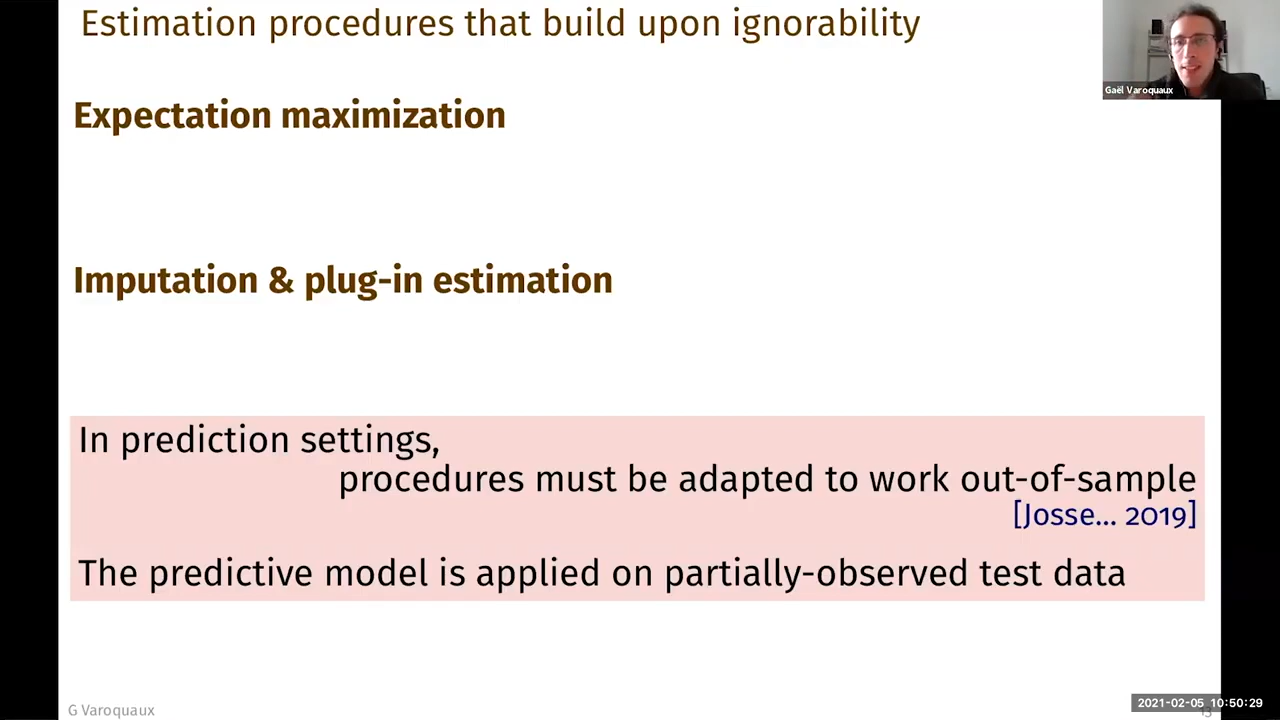 Estimation procedures that build upon ignorability
Gaël Varoquaux
Expectation maximization
Imputation & plug-in estimation
In prediction settings,
procedures must be adapted to work out-of-sample
[Josse... 2019]
The predictive model is applied on partially-observed test data
2021-02-05 10:50:29
G Varoquaux
13